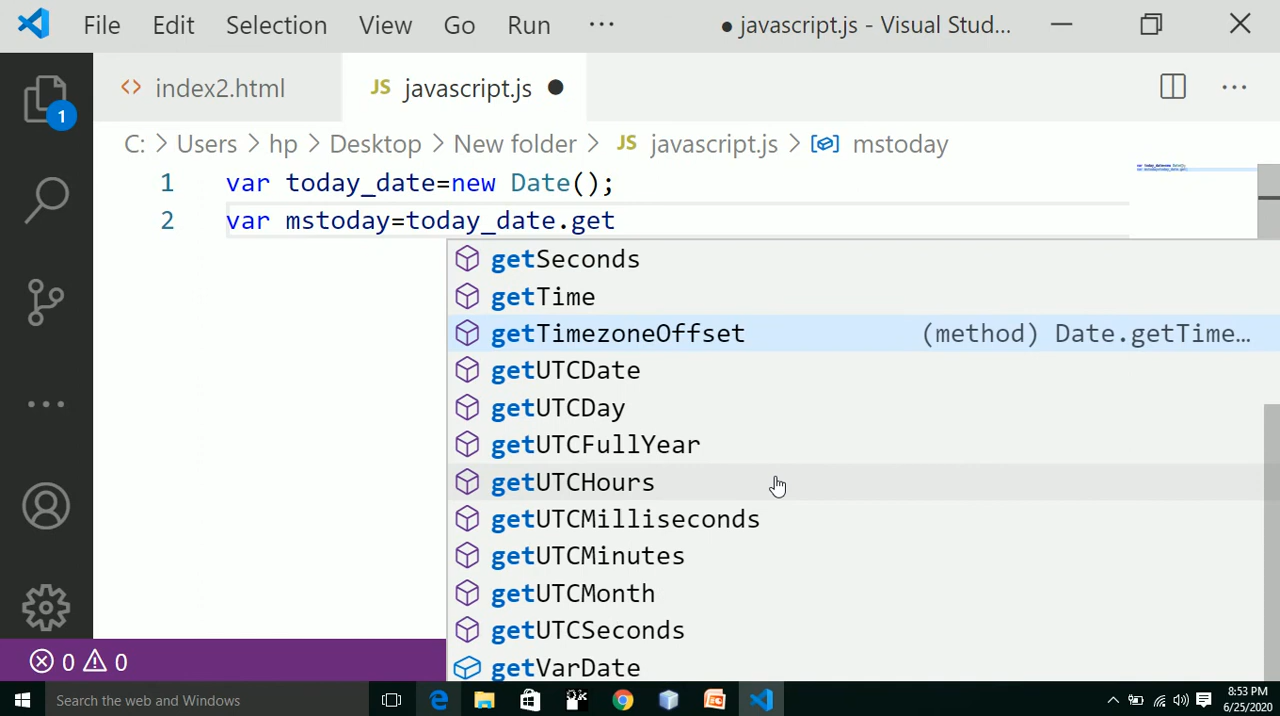 File Edit Selection View Go Run ··· ● javascript.js - Visual Stud...
<> index2.html JS javascript.js ●
C: > Users > hp > Desktop > New folder > JS javascript.js > mstoday
1 var today_date=new Date();
2 var mstoday=today_date.get
getSeconds
getTime
getTimezoneOffset (method) Date.getTime…
getUTCDate
getUTCDay
getUTCFullYear
getUTCHours
getUTCMilliseconds
getUTCMinutes
getUTCMonth
getUTCSeconds
getVarDate
1
0 0
Search the web and Windows
8:53 PM
6/25/2020